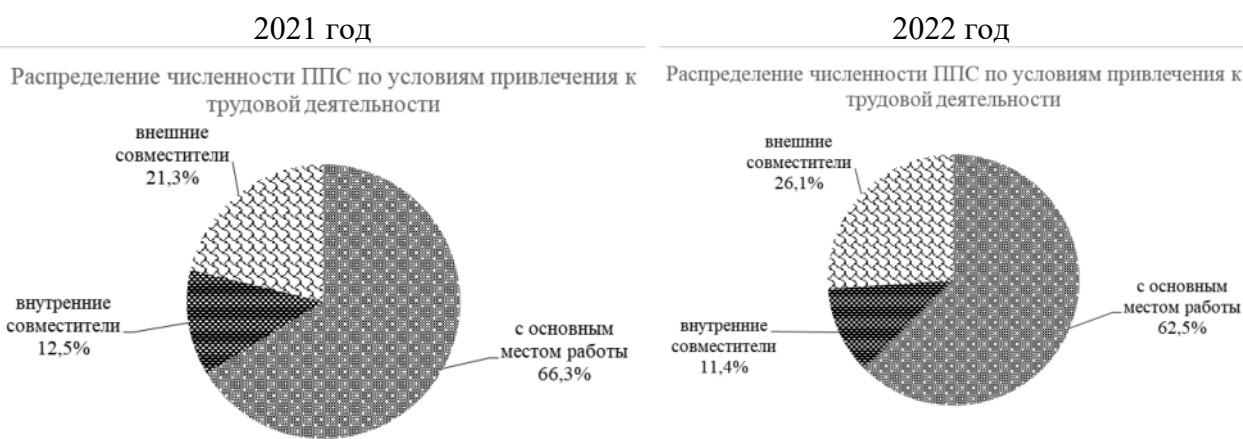 2021 год
Распределение численности ППС по условиям привлечения к
трудовой деятельности
внешние
совместители
21,3%
внутренние
совместители
12,5%
с основным
местом работы
66,3%
2022 год
Распределение численности ППС по условиям привлечения к
трудовой деятельности
внешние
совместители
26,1%
внутренние
совместители
11,4%
с основным
местом работы
62,5%